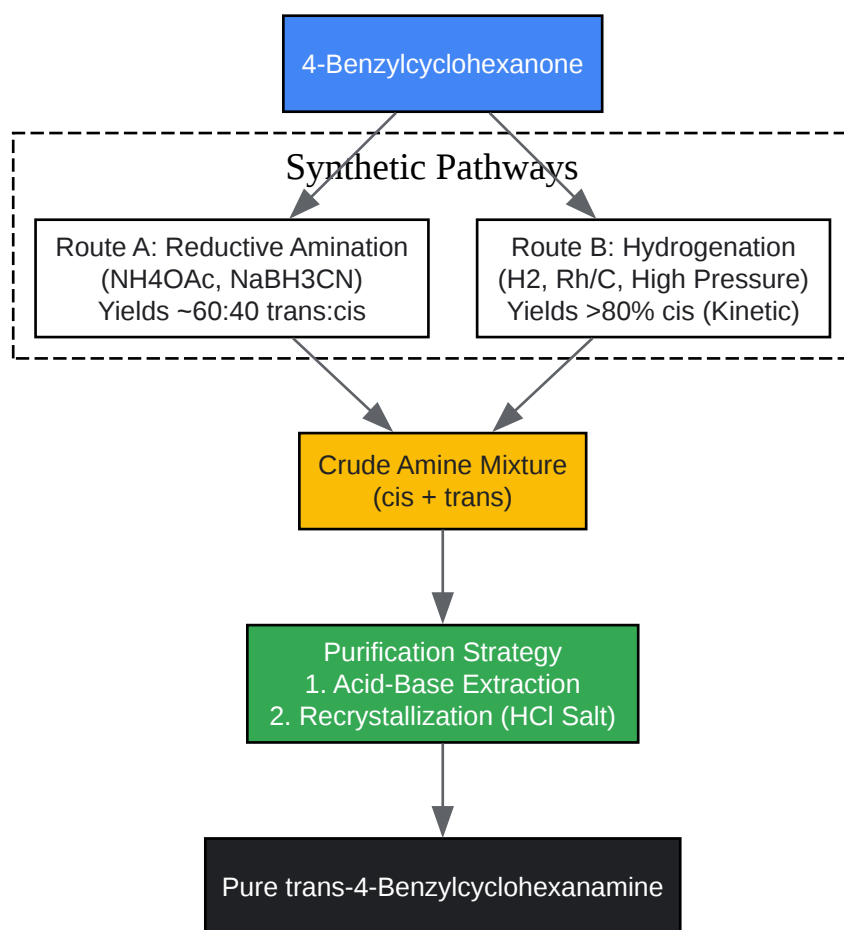 4-Benzylcyclohexanone
Synthetic Pathways
Route A: Reductive Amination
(NH4OAc, NaBH3CN)
Yields ~60:40 trans:cis
Route B: Hydrogenation
(H2, Rh/C, High Pressure)
Yields >80% cis (Kinetic)
Crude Amine Mixture
(cis + trans)
Purification Strategy
1. Acid-Base Extraction
2. Recrystallization (HCl Salt)
Pure trans-4-Benzylcyclohexanamine